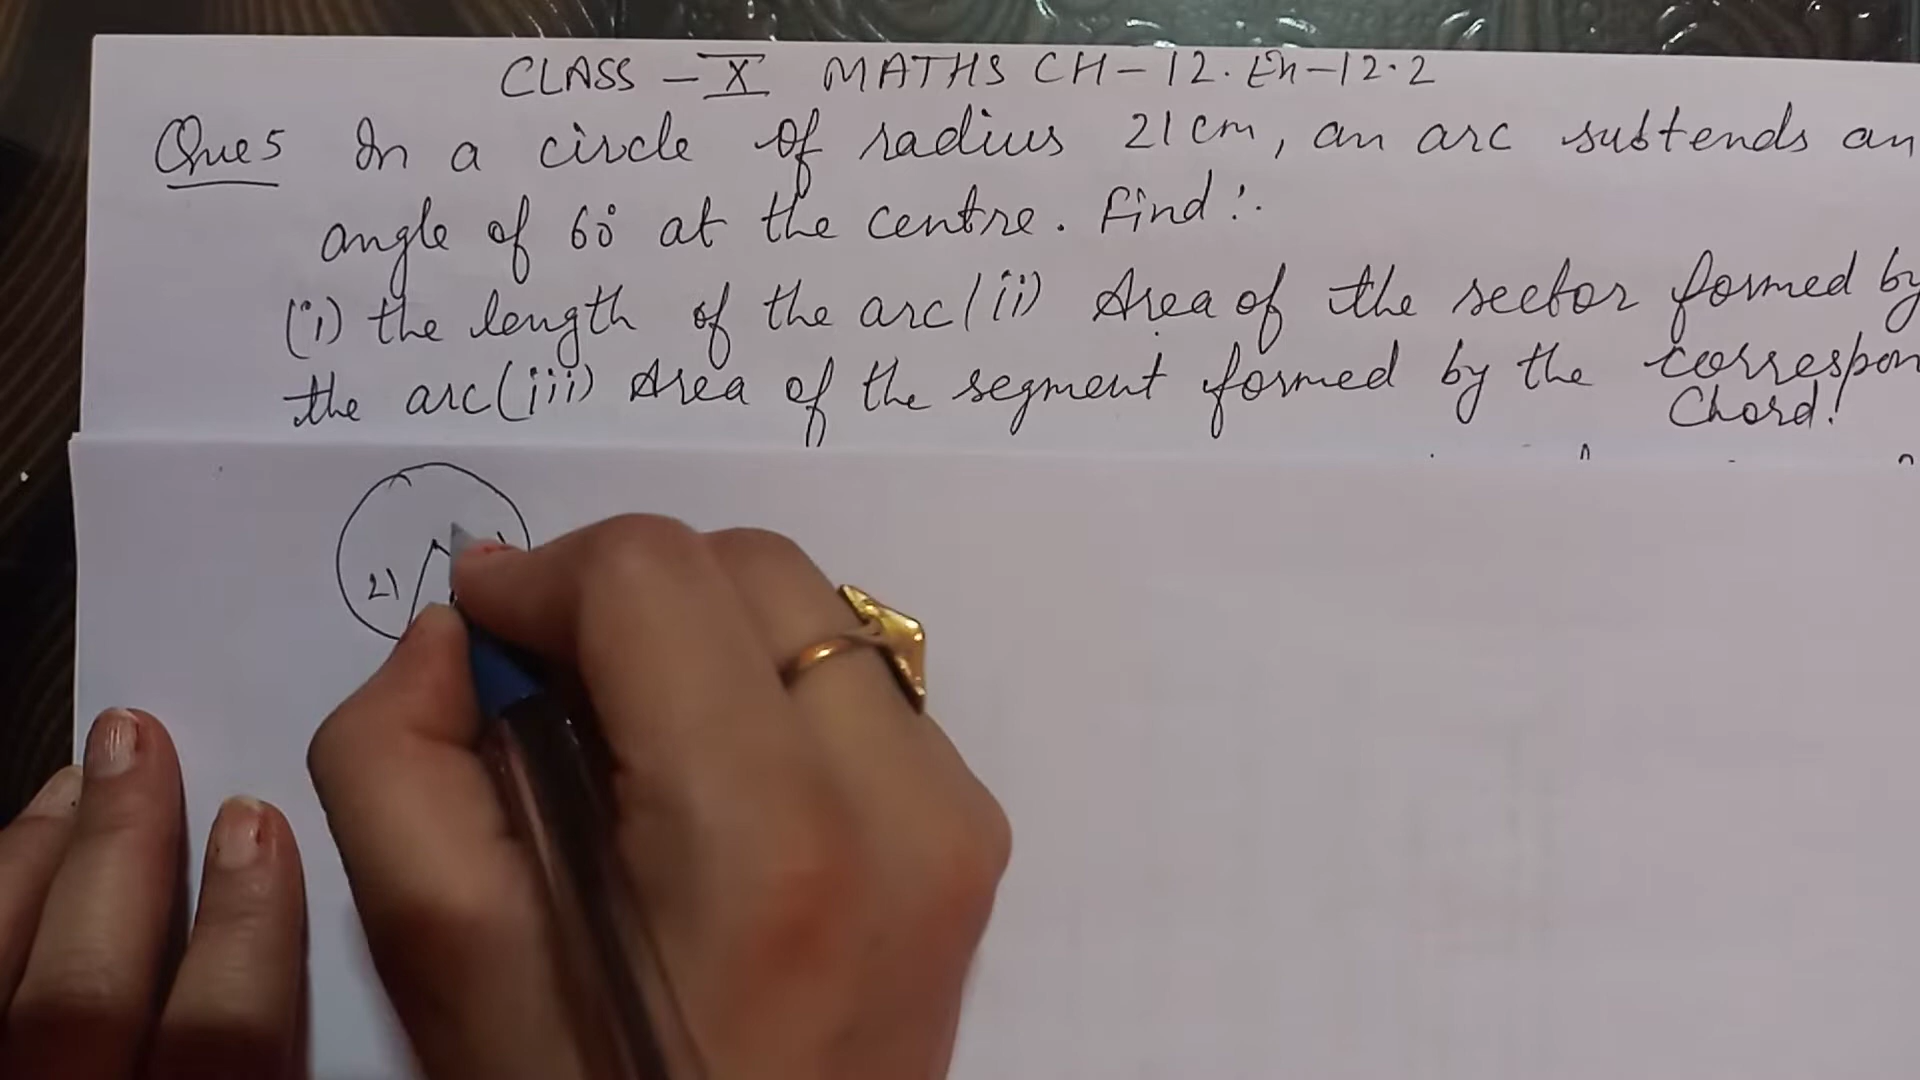 CLASS - X MATHS CH-12. Ex-12.2
Ques 5 In a circle of radius 21cm, an arc subtends an
angle of 60° at the centre. Find :.
(i) the length of the arc (ii) Area of the sector formed by
the arc (iii) Area of the segment formed by the correspon
Chord.
21